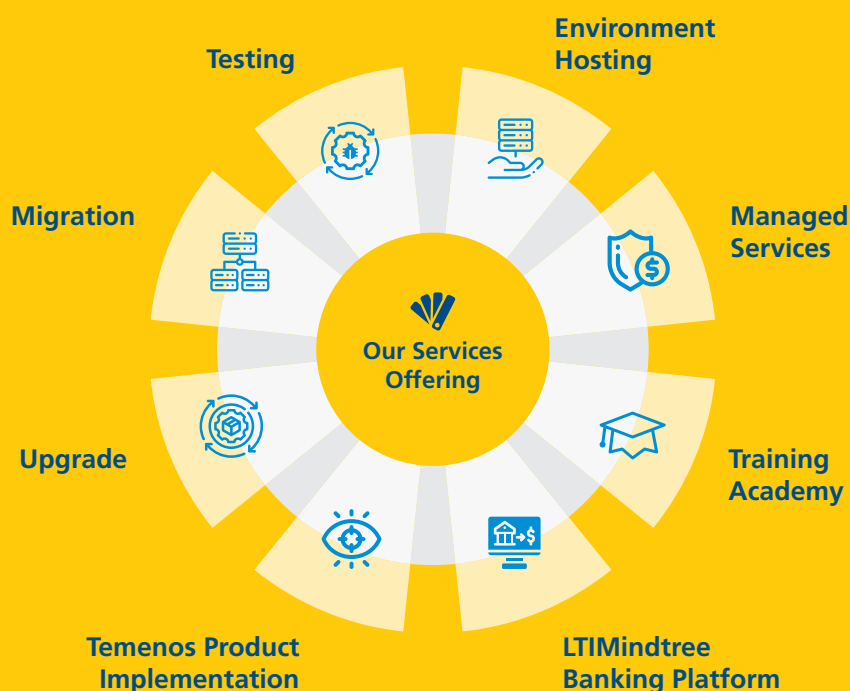 Environment
Hosting
Testing
Migration
Managed
Services
Our Services
Offering
Upgrade
Training
Academy
Temenos Product
Implementation
LTIMindtree
Banking Platform